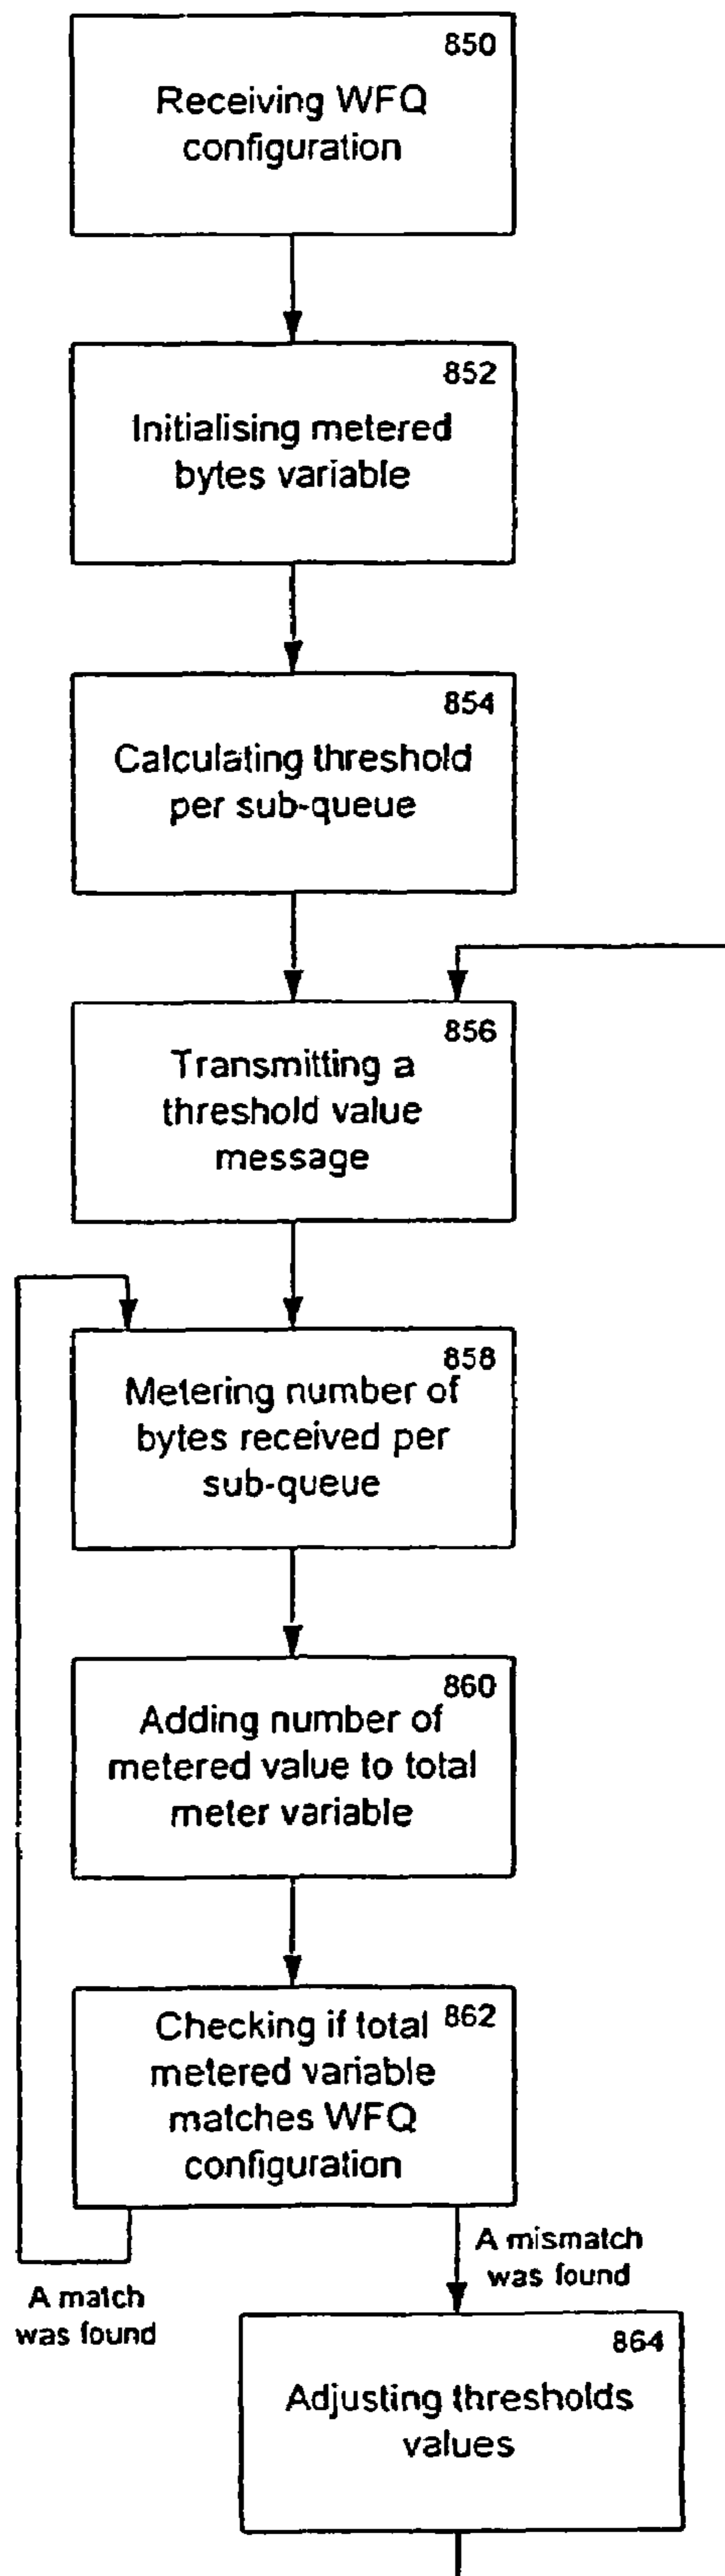 850
Receiving WFQ
configuration
852
Initialising metered
bytes variable
854
Calculating threshold
per sub-queue
856
Transmitting a
threshold value
message
858
Metering number of
bytes received per
sub-queue
860
Adding number of
metered value to total
meter variable
862
Checking if total
metered variable
matches WFQ
configuration
A mismatch
was found
A match
was found
864
Adjusting thresholds
values